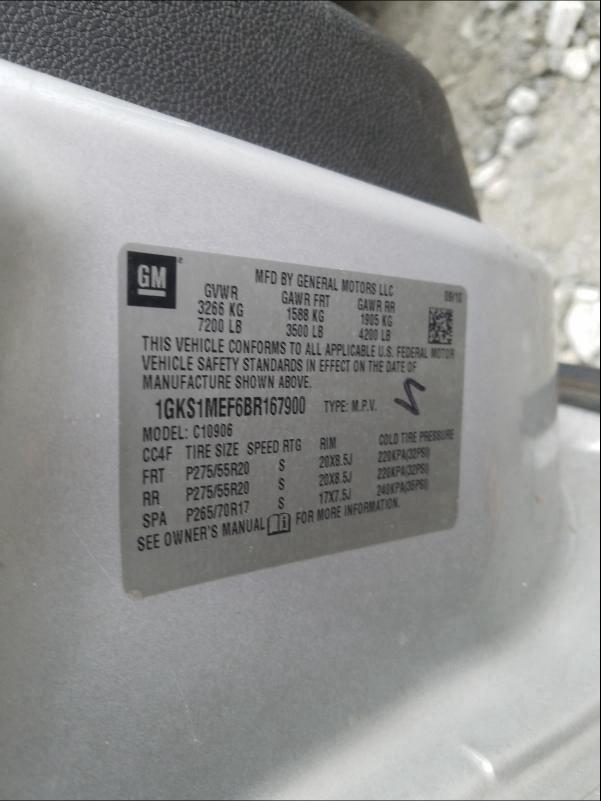 GM
MFD BY GENERAL MOTORS LLC 09/10
GVWR GAWR FRT GAWR RR
3266 KG 1588 KG 1905 KG
7200 LB 3500 LB 4200 LB
THIS VEHICLE CONFORMS TO ALL APPLICABLE U.S. FEDERAL MOTOR
VEHICLE SAFETY STANDARDS IN EFFECT ON THE DATE OF
MANUFACTURE SHOWN ABOVE.
1GKS1MEF6BR167900 TYPE: M.P.V.
MODEL: C10906
CC4F TIRE SIZE SPEED RTG RIM COLD TIRE PRESSURE
FRT P275/55R20 S 20X8.5J 220KPA(32PSI)
RR P275/55R20 S 20X8.5J 220KPA(32PSI)
SPA P265/70R17 S 17X7.5J 240KPA(35PSI)
SEE OWNER'S MANUAL FOR MORE INFORMATION.